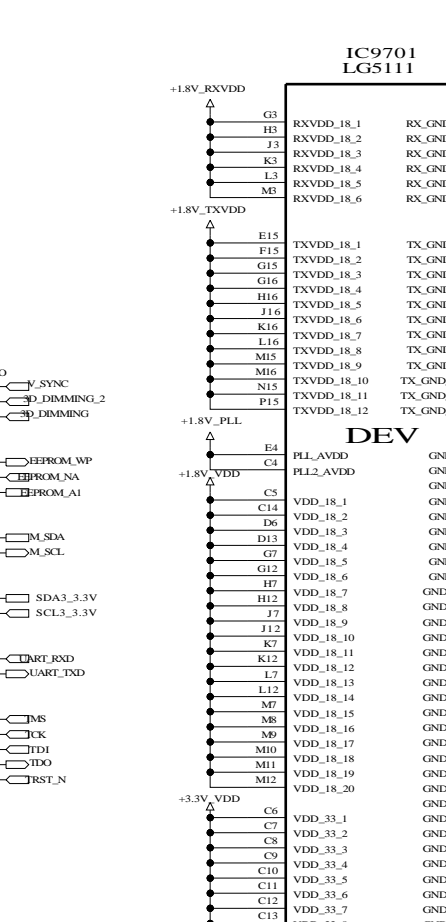 IC9701
LG5111
+1.8V_RXVDD
G3 RXVDD_18_1
H3 RXVDD_18_2
J3 RXVDD_18_3
K3 RXVDD_18_4
L3 RXVDD_18_5
M3 RXVDD_18_6
+1.8V_TXVDD
E15 TXVDD_18_1
F15 TXVDD_18_2
G15 TXVDD_18_3
G16 TXVDD_18_4
H16 TXVDD_18_5
J16 TXVDD_18_6
K16 TXVDD_18_7
L16 TXVDD_18_8
M15 TXVDD_18_9
M16 TXVDD_18_10
N15 TXVDD_18_11
P15 TXVDD_18_12
+1.8V_PLL
DEV
E4 PLL_AVDD
C4 PLL2_AVDD
+1.8V_VDD
C5 VDD_18_1
C14 VDD_18_2
D6 VDD_18_3
D13 VDD_18_4
G7 VDD_18_5
G12 VDD_18_6
H7 VDD_18_7
H12 VDD_18_8
J7 VDD_18_9
J12 VDD_18_10
K7 VDD_18_11
K12 VDD_18_12
L7 VDD_18_13
L12 VDD_18_14
M7 VDD_18_15
M8 VDD_18_16
M9 VDD_18_17
M10 VDD_18_18
M11 VDD_18_19
M12 VDD_18_20
+3.3V_VDD
C6 VDD_33_1
C7 VDD_33_2
C8 VDD_33_3
C9 VDD_33_4
C10 VDD_33_5
C11 VDD_33_6
C12 VDD_33_7
C13
V_SYNC
3D_DIMMING_2
3D_DIMMING
EEPROM_WP
EEPROM_NA
EEPROM_A1
M_SDA
M_SCL
SDA3_3.3V
SCL3_3.3V
UART_RXD
UART_TXD
TMS
TCK
TDI
TDO
TRST_N